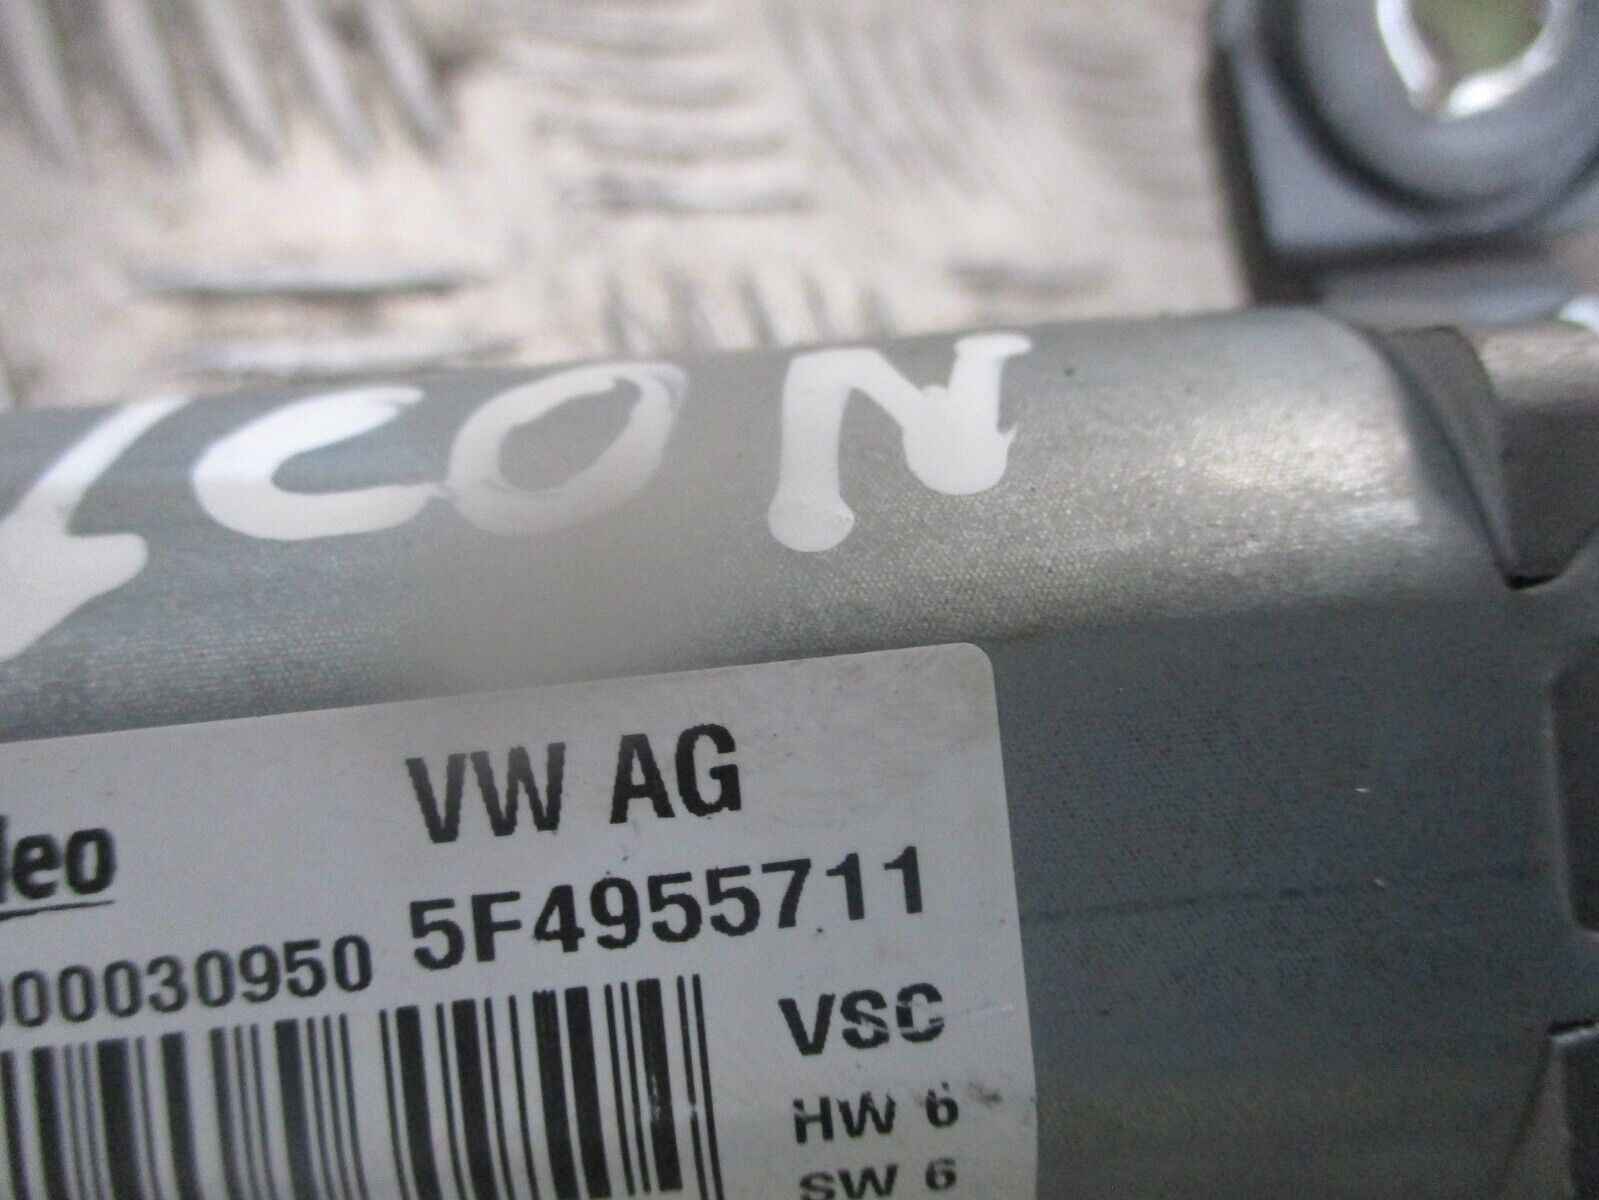 CON
VW AG
leo
000030950 5F4955711
VSC
HW 6
SW 6